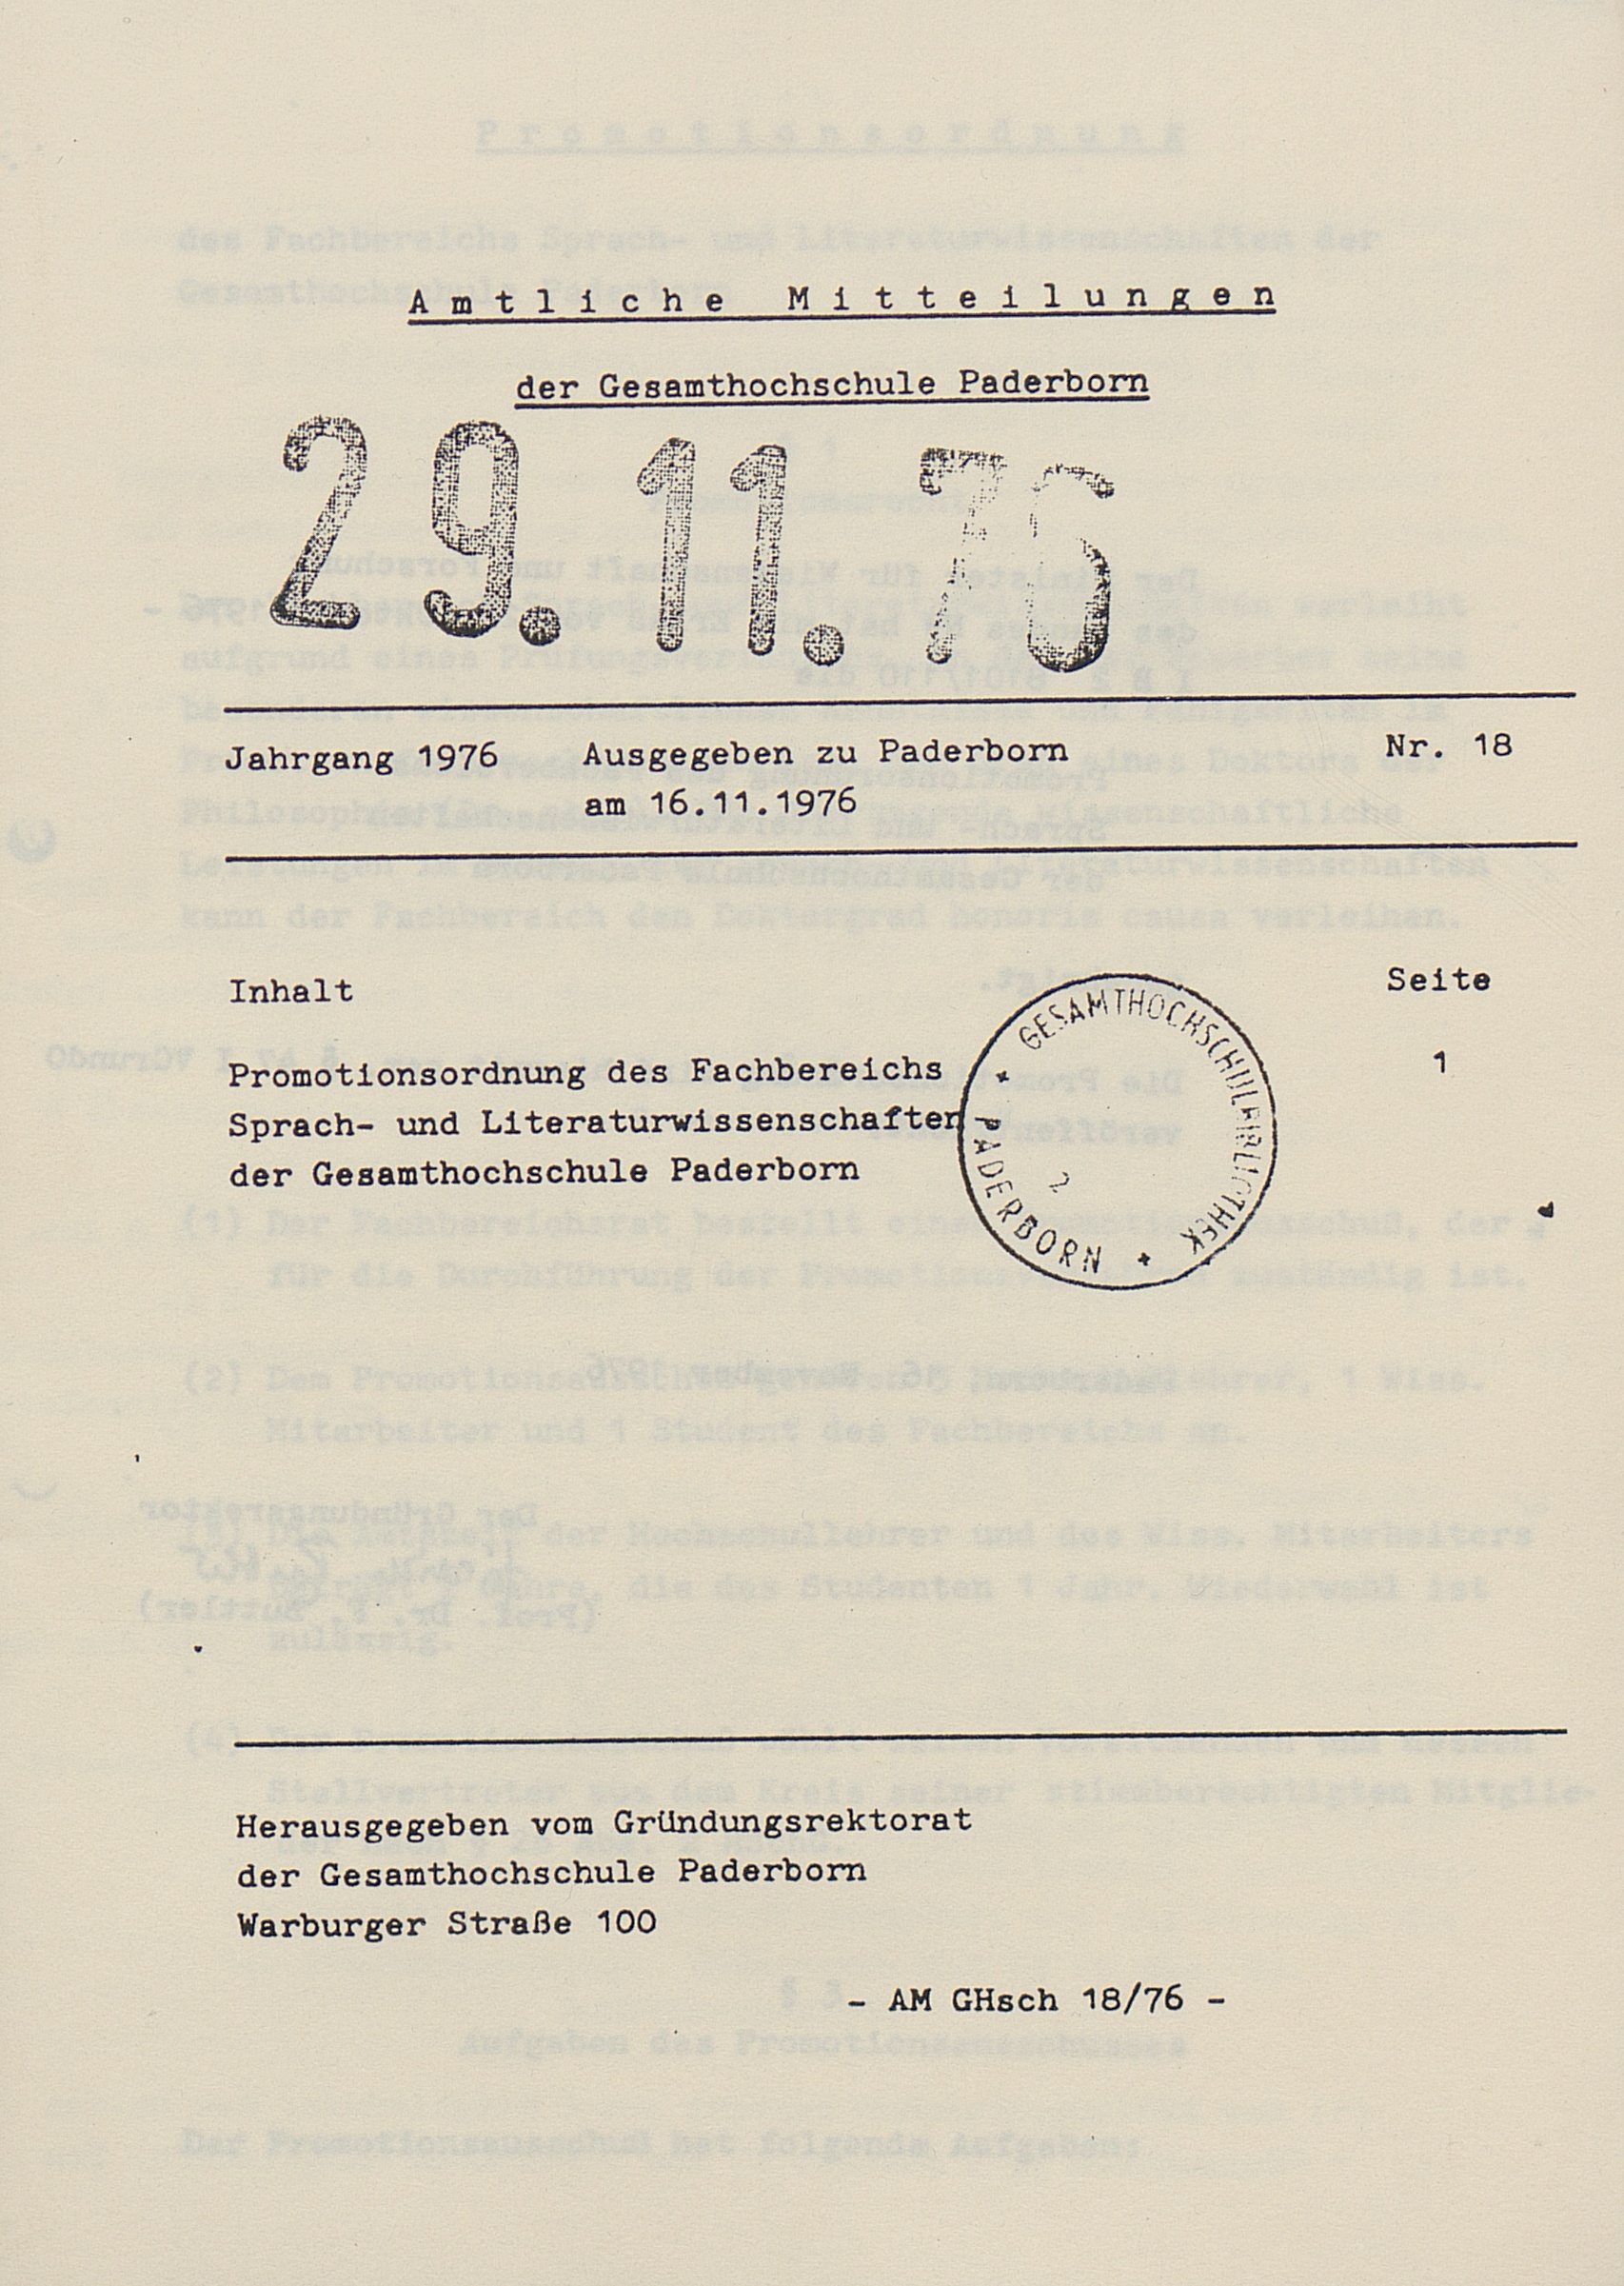 Amtliche Mitteilungen
der Gesamthochschule Paderborn
29.11.76
Jahrgang 1976 Ausgegeben zu Paderborn Nr. 18
am 16.11.1976
Inhalt Seite
Promotionsordnung des Fachbereichs 1
Sprach- und Literaturwissenschaften
der Gesamthochschule Paderborn
* GESAMTHOCHSCHULBIBLIOTHEK * PADERBORN
2
Herausgegeben vom Gründungsrektorat
der Gesamthochschule Paderborn
Warburger Straße 100
- AM GHsch 18/76 -